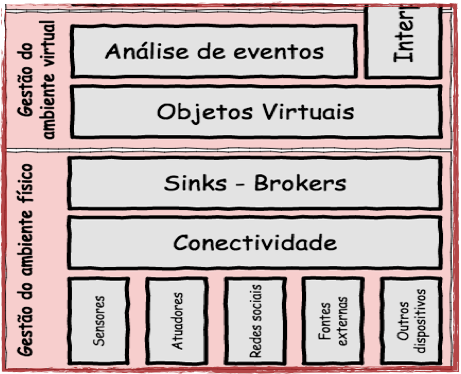 Gestão do
ambiente virtual
Análise de eventos
Objetos Virtuais
Gestão do ambiente físico
Sinks - Brokers
Conectividade
Sensores
Atuadores
Redes sociais
Fontes
externas
Outros
dispositivos